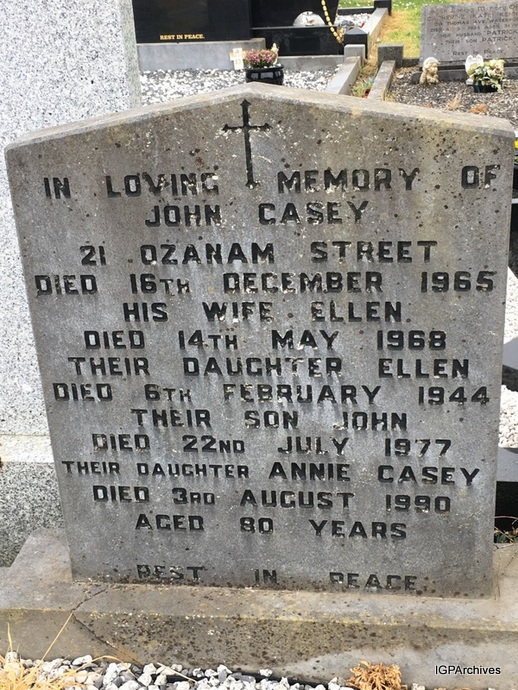 REST IN PEACE.
IN LOVING MEMORY OF
JOHN CASEY
21 OZANAM STREET
DIED 16TH DECEMBER 1965
HIS WIFE ELLEN.
DIED 14TH MAY 1968
THEIR DAUGHTER ELLEN
DIED 6TH FEBRUARY 1944
THEIR SON JOHN
DIED 22ND JULY 1977
THEIR DAUGHTER ANNIE CASEY
DIED 3RD AUGUST 1990
AGED 80 YEARS
REST IN PEACE
IGPArchives